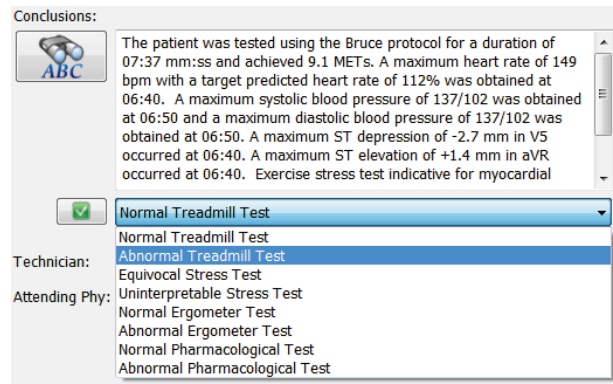 Conclusions:
ABC
The patient was tested using the Bruce protocol for a duration of
07:37 mm:ss and achieved 9.1 METs. A maximum heart rate of 149
bpm with a target predicted heart rate of 112% was obtained at
06:40.  A maximum systolic blood pressure of 137/102 was obtained
at 06:50 and a maximum diastolic blood pressure of 137/102 was
obtained at 06:50. A maximum ST depression of -2.7 mm in V5
occurred at 06:40. A maximum ST elevation of +1.4 mm in aVR
occurred at 06:40.  Exercise stress test indicative for myocardial
Normal Treadmill Test
Normal Treadmill Test
Abnormal Treadmill Test
Equivocal Stress Test
Uninterpretable Stress Test
Normal Ergometer Test
Abnormal Ergometer Test
Normal Pharmacological Test
Abnormal Pharmacological Test
Technician:
Attending Phy: